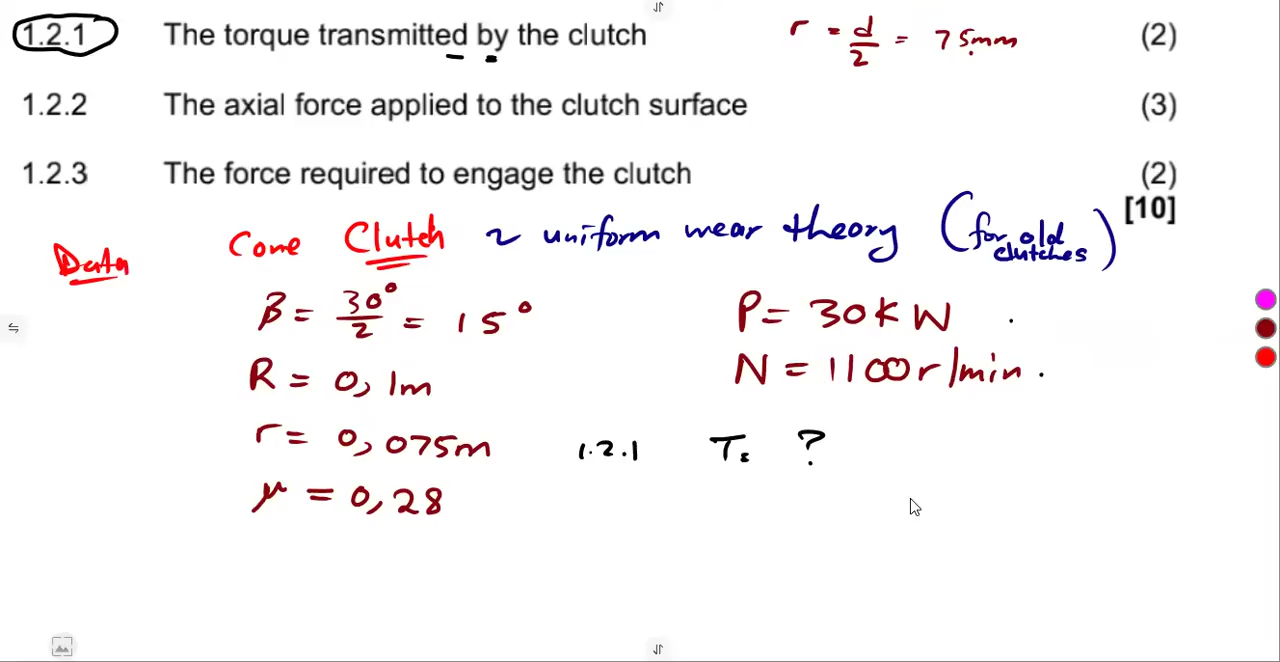 1.2.1 The torque transmitted by the clutch r = d/2 = 75mm (2)
1.2.2 The axial force applied to the clutch surface (3)
1.2.3 The force required to engage the clutch (2)
[10]
Data Cone Clutch ~ uniform wear theory (for old clutches)
β = 30°/2 = 15° P = 30kW .
R = 0,1m N = 1100r/min .
r = 0,075m 1.2.1 T: ?
μ = 0,28